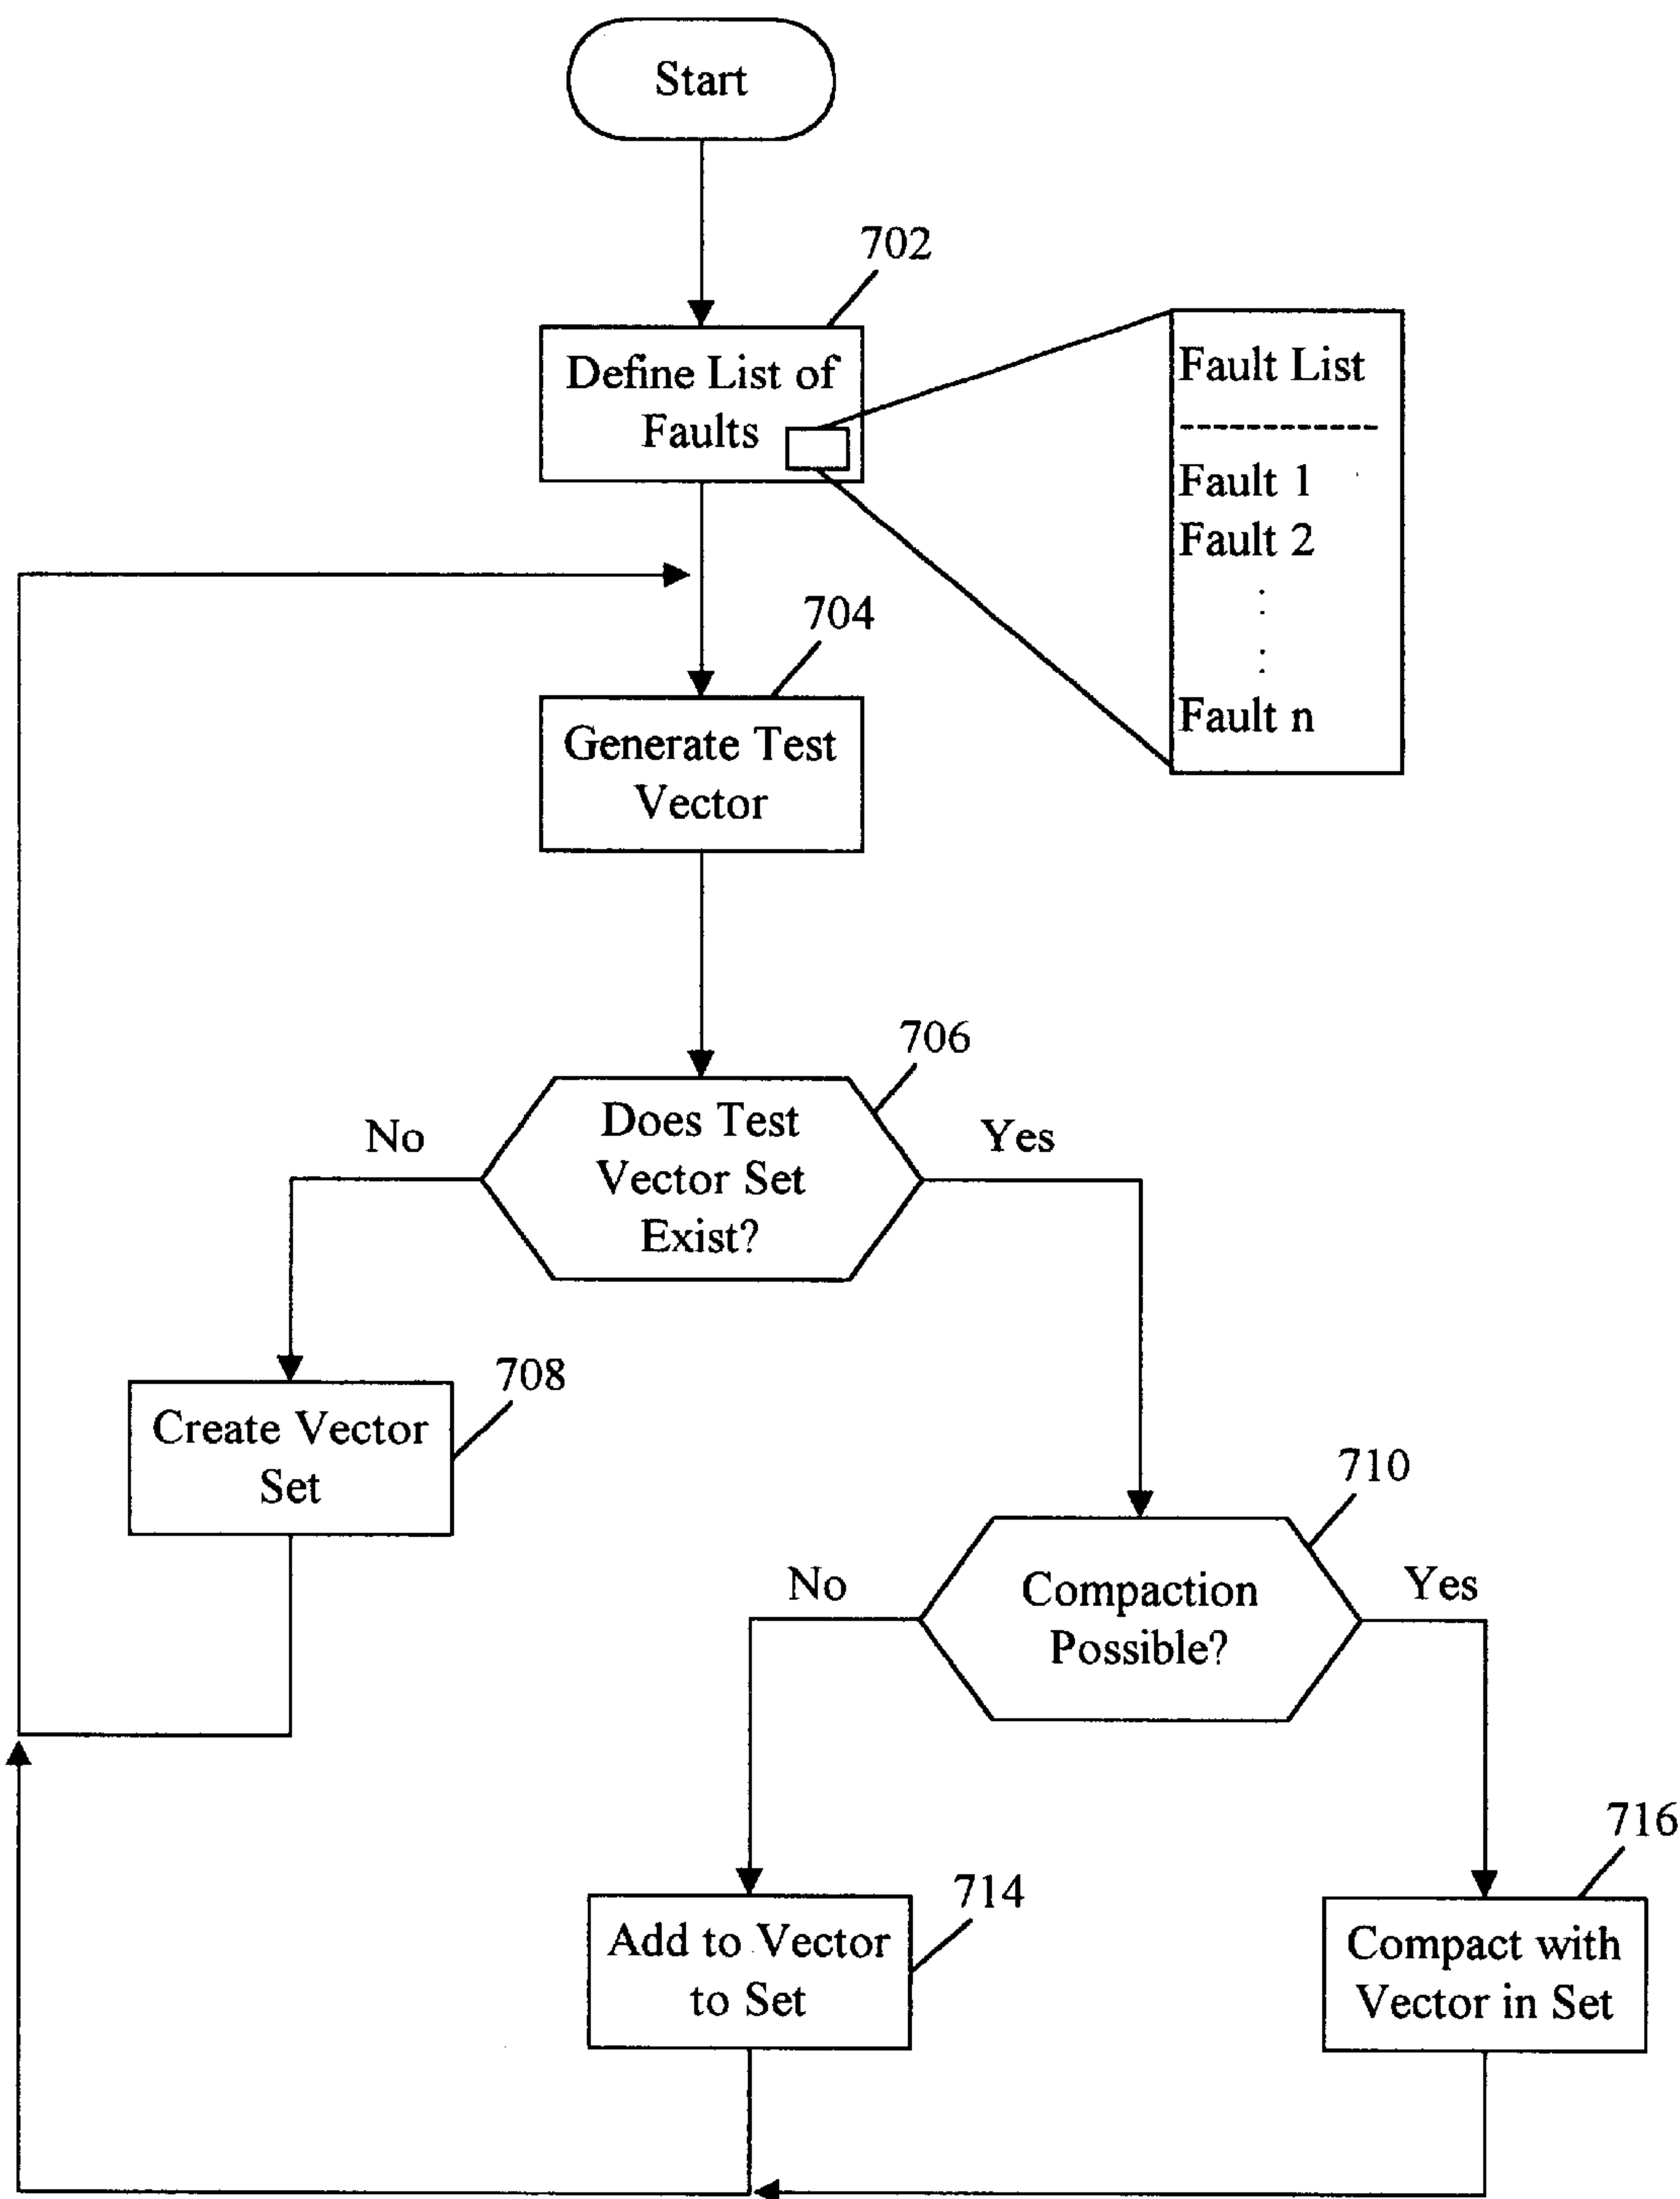 Start
702
Define List of
Faults
Fault List
-------------
Fault 1
Fault 2
:
:
Fault n
704
Generate Test
Vector
706
Does Test
Vector Set
Exist?
No
Yes
708
Create Vector
Set
710
Compaction
Possible?
No
Yes
714
Add to Vector
to Set
716
Compact with
Vector in Set